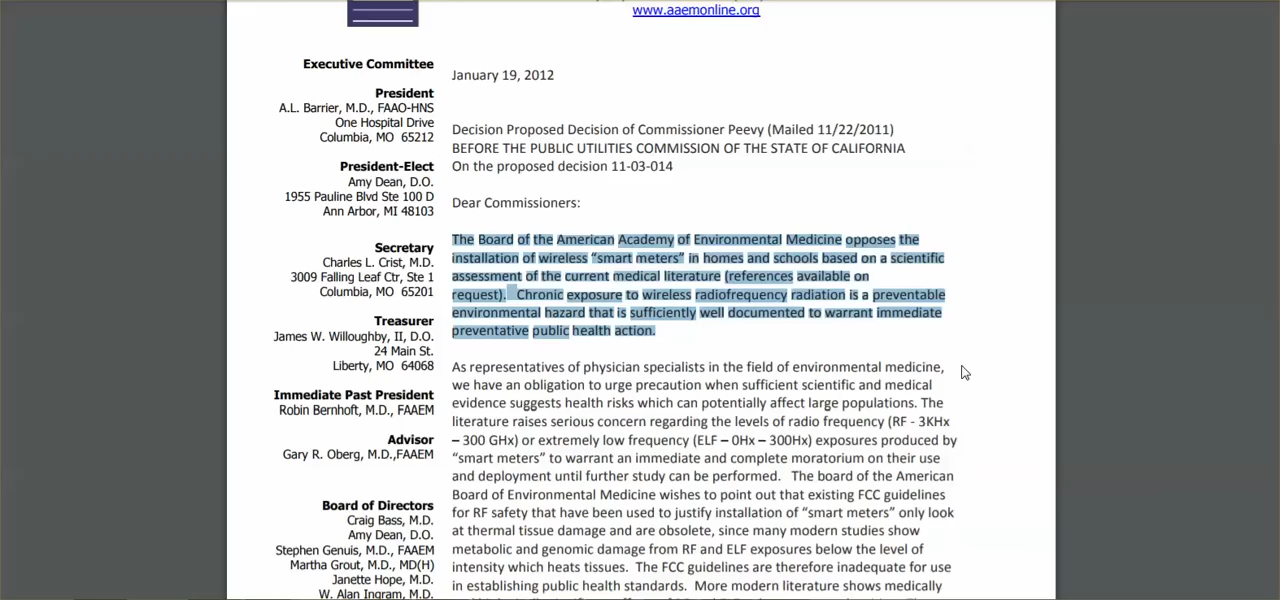 www.aaemonline.org
Executive Committee
President
A.L. Barrier, M.D., FAAO-HNS
One Hospital Drive
Columbia, MO 65212
President-Elect
Amy Dean, D.O.
1955 Pauline Blvd Ste 100 D
Ann Arbor, MI 48103
Secretary
Charles L. Crist, M.D.
3009 Falling Leaf Ctr, Ste 1
Columbia, MO 65201
Treasurer
James W. Willoughby, II, D.O.
24 Main St.
Liberty, MO 64068
Immediate Past President
Robin Bernhoft, M.D., FAAEM
Advisor
Gary R. Oberg, M.D.,FAAEM
Board of Directors
Craig Bass, M.D.
Amy Dean, D.O.
Stephen Genuis, M.D., FAAEM
Martha Grout, M.D., MD(H)
Janette Hope, M.D.
W. Alan Ingram, M.D.
January 19, 2012
Decision Proposed Decision of Commissioner Peevy (Mailed 11/22/2011)
BEFORE THE PUBLIC UTILITIES COMMISSION OF THE STATE OF CALIFORNIA
On the proposed decision 11-03-014
Dear Commissioners:
The Board of the American Academy of Environmental Medicine opposes the
installation of wireless “smart meters” in homes and schools based on a scientific
assessment of the current medical literature (references available on
request). Chronic exposure to wireless radiofrequency radiation is a preventable
environmental hazard that is sufficiently well documented to warrant immediate
preventative public health action.
As representatives of physician specialists in the field of environmental medicine,
we have an obligation to urge precaution when sufficient scientific and medical
evidence suggests health risks which can potentially affect large populations. The
literature raises serious concern regarding the levels of radio frequency (RF - 3KHx
– 300 GHx) or extremely low frequency (ELF – 0Hx – 300Hx) exposures produced by
“smart meters” to warrant an immediate and complete moratorium on their use
and deployment until further study can be performed. The board of the American
Board of Environmental Medicine wishes to point out that existing FCC guidelines
for RF safety that have been used to justify installation of “smart meters” only look
at thermal tissue damage and are obsolete, since many modern studies show
metabolic and genomic damage from RF and ELF exposures below the level of
intensity which heats tissues. The FCC guidelines are therefore inadequate for use
in establishing public health standards. More modern literature shows medically